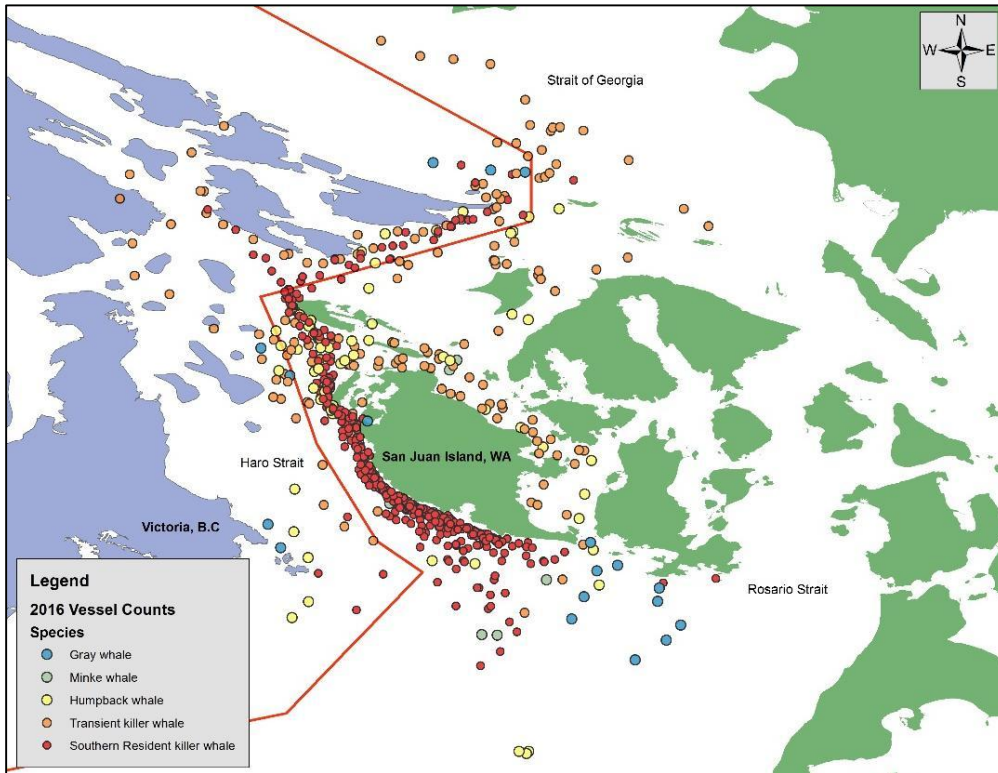 N
W E
S
Strait of Georgia
Haro Strait
San Juan Island, WA
Victoria, B.C
Rosario Strait
Legend
2016 Vessel Counts
Species
Gray whale
Minke whale
Humpback whale
Transient killer whale
Southern Resident killer whale